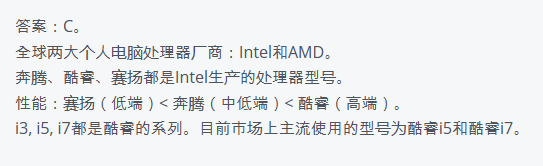 答案：C。
全球两大个人电脑处理器厂商：Intel和AMD。
奔腾、酷睿、赛扬都是Intel生产的处理器型号。
性能：赛扬（低端）< 奔腾（中低端）< 酷睿（高端）。
i3, i5, i7都是酷睿的系列。目前市场上主流使用的型号为酷睿i5和酷睿i7。